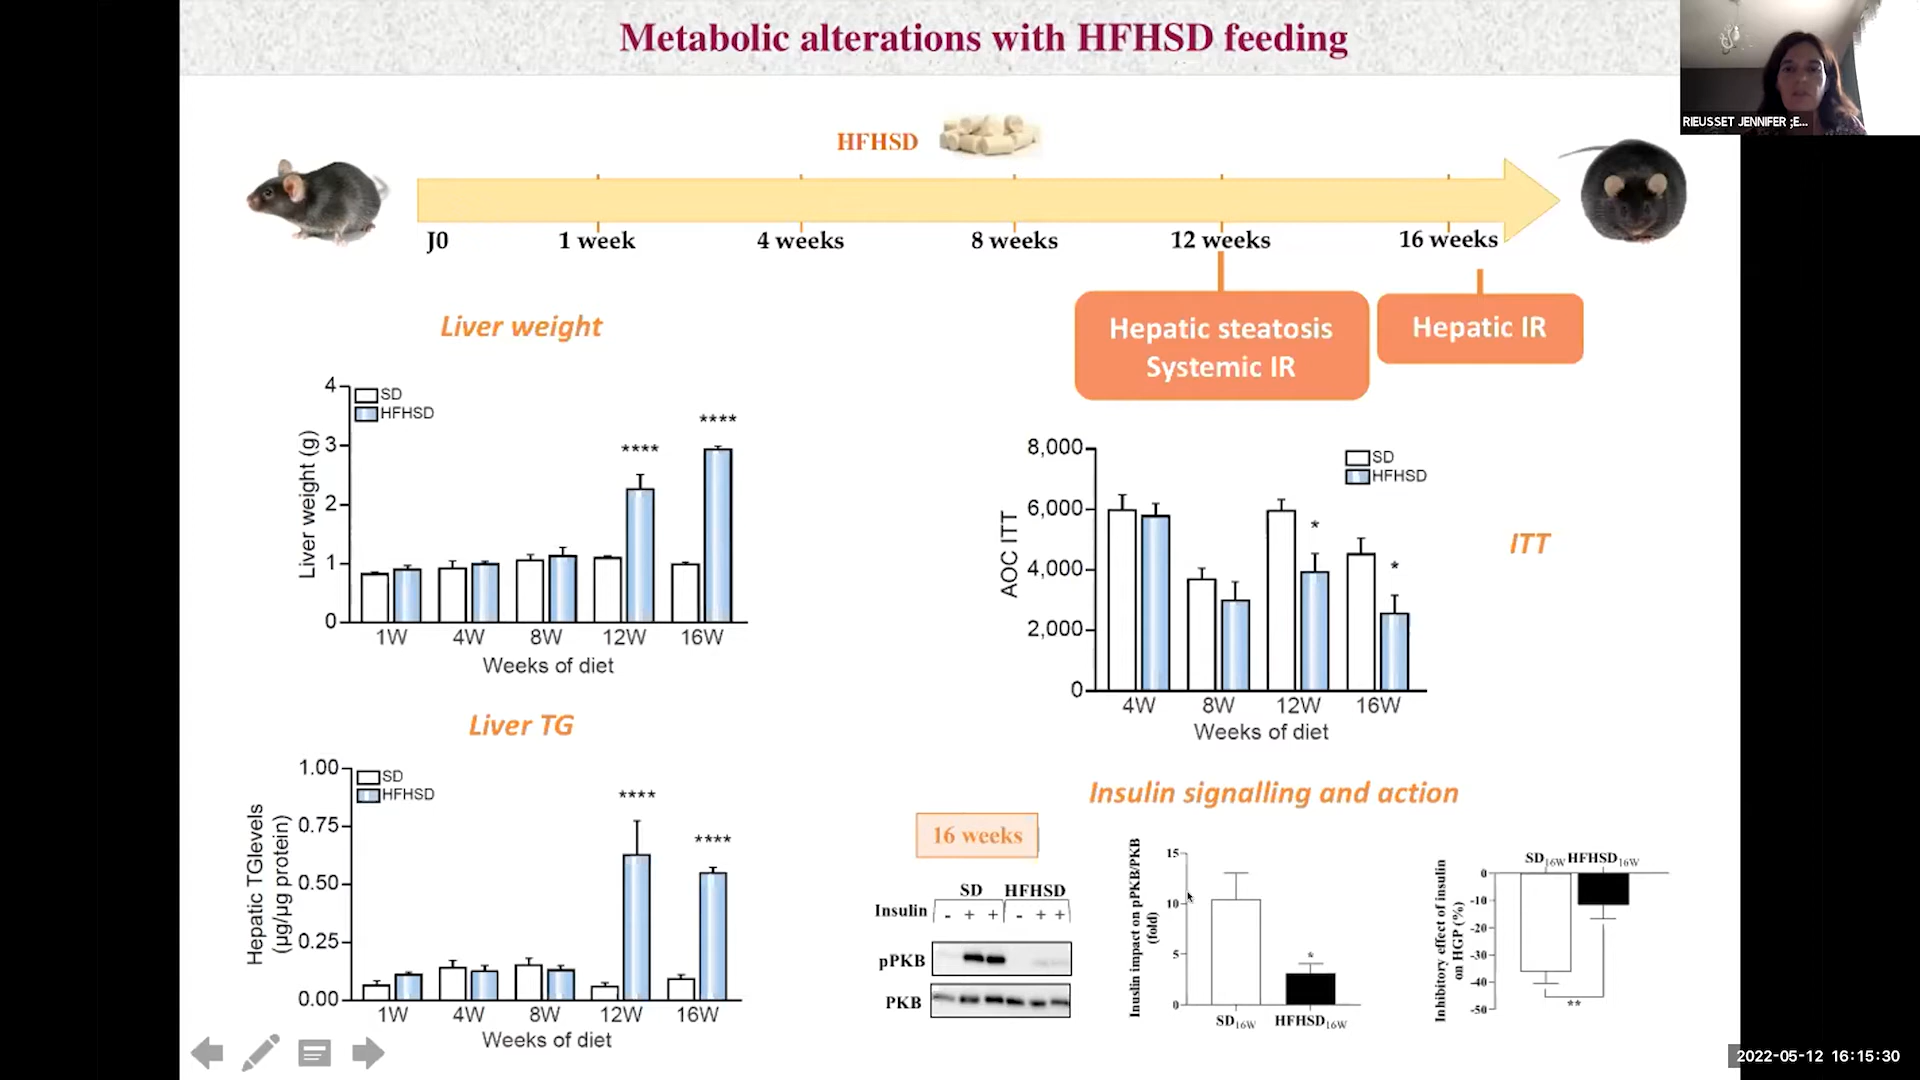 Metabolic alterations with HFHSD feeding
RIEUSSET JENNIFER ;E...
HFHSD
J0 1 week 4 weeks 8 weeks 12 weeks 16 weeks
Hepatic steatosis
Systemic IR
Hepatic IR
Liver weight
4
3
2
1
0
Liver weight (g)
SD
HFHSD
****
****
1W 4W 8W 12W 16W
Weeks of diet
8,000
6,000
4,000
2,000
0
AOC ITT
SD
HFHSD
*
*
4W 8W 12W 16W
Weeks of diet
ITT
Liver TG
1.00
0.75
0.50
0.25
0.00
Hepatic TGlevels
(µg/µg protein)
SD
HFHSD
****
****
1W 4W 8W 12W 16W
Weeks of diet
Insulin signalling and action
16 weeks
SD HFHSD
Insulin - + + - + +
pPKB
PKB
Inuslin impact on pPKB/PKB
(fold)
15
10
5
0
*
SD16W HFHSD16W
Inhibitory effect of insulin
on HGP (%)
SD16W HFHSD16W
0
-10
-20
-30
-40
-50
**
2022-05-12 16:15:30